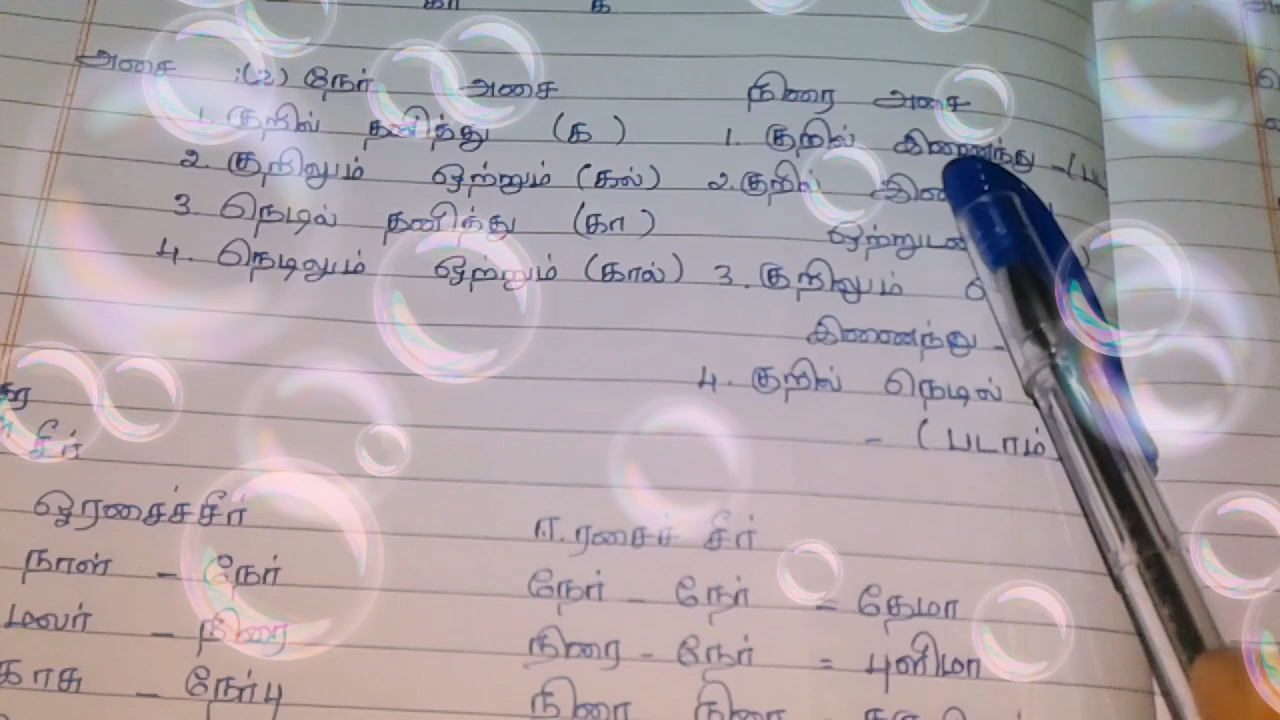 அசை :(2) நேர் அசை நிரை அசை
1. குறில் தனித்து (க) 1. குறில் இணைந்து -(ப
2. குறிலும் ஒற்றும் (கல்) 2. குறில்
ஒற்றுடன்
3. நெடில் தனித்து (கா)
4. நெடிலும் ஒற்றும் (கால்) 3. குறிலும்
இணைந்து -
4. குறில் நெடில்
- (படாம்
சீர்
ஓரசைச்சீர் ஈரசைச் சீர்
நாள் - நேர் நேர் - நேர் = தேமா
மலர் - நிரை நிரை - நேர் = புளிமா
காசு - நேர்பு நிரை நிரை